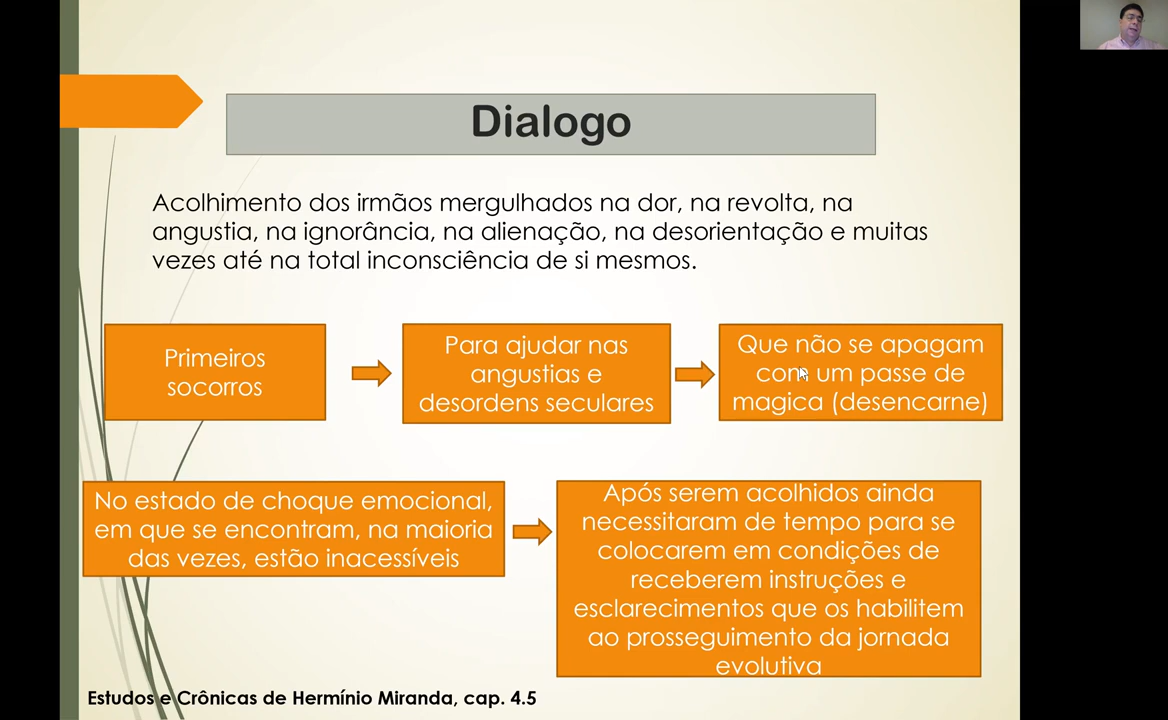 Dialogo
Acolhimento dos irmãos mergulhados na dor, na revolta, na
angustia, na ignorância, na alienação, na desorientação e muitas
vezes até na total inconsciência de si mesmos.
Primeiros
socorros
Para ajudar nas
angustias e
desordens seculares
Que não se apagam
com um passe de
magica (desencarne)
No estado de choque emocional,
em que se encontram, na maioria
das vezes, estão inacessíveis
Após serem acolhidos ainda
necessitaram de tempo para se
colocarem em condições de
receberem instruções e
esclarecimentos que os habilitem
ao prosseguimento da jornada
evolutiva
Estudos e Crônicas de Hermínio Miranda, cap. 4.5